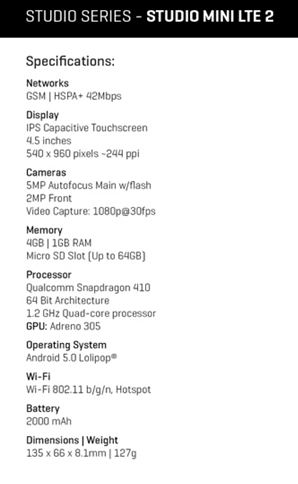 STUDIO SERIES - STUDIO MINI LTE 2
Specifications:
Networks
GSM | HSPA+ 42Mbps
Display
IPS Capacitive Touchscreen
4.5 inches
540 x 960 pixels ~244 ppi
Cameras
5MP Autofocus Main w/flash
2MP Front
Video Capture: 1080p@30fps
Memory
4GB | 1GB RAM
Micro SD Slot (Up to 64GB)
Processor
Qualcomm Snapdragon 410
64 Bit Architecture
1.2 GHz Quad-core processor
GPU: Adreno 305
Operating System
Android 5.0 Lolipop®
Wi-Fi
Wi-Fi 802.11 b/g/n, Hotspot
Battery
2000 mAh
Dimensions | Weight
135 x 66 x 8.1mm | 127g